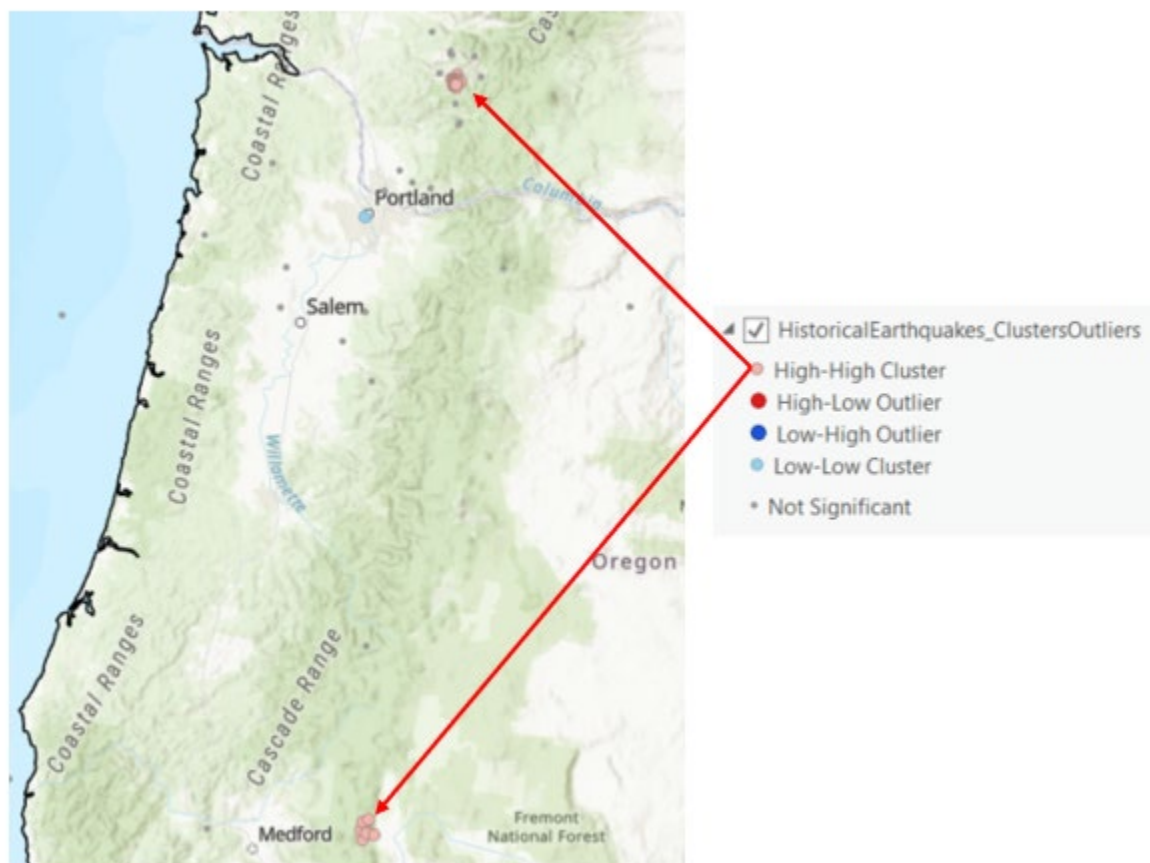 Coastal Ranges
Cas
Portland
Columbia
Salem
Coastal Ranges
Willamette
Oregon
Coastal Ranges
Cascade Range
Medford
Fremont
National Forest
HistoricalEarthquakes_ClustersOutliers
High-High Cluster
High-Low Outlier
Low-High Outlier
Low-Low Cluster
Not Significant